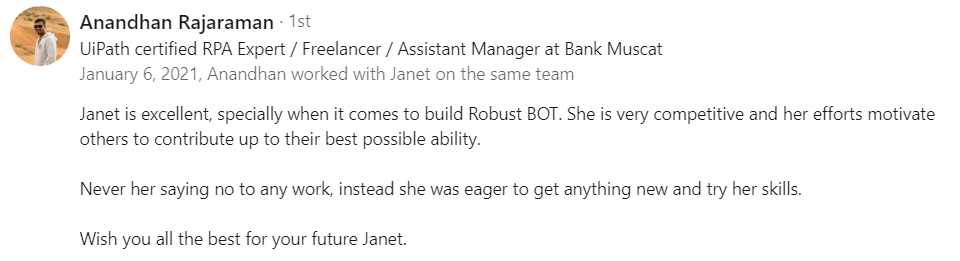 Anandhan Rajaraman · 1st
UiPath certified RPA Expert / Freelancer / Assistant Manager at Bank Muscat
January 6, 2021, Anandhan worked with Janet on the same team
Janet is excellent, specially when it comes to build Robust BOT. She is very competitive and her efforts motivate
others to contribute up to their best possible ability.
Never her saying no to any work, instead she was eager to get anything new and try her skills.
Wish you all the best for your future Janet.